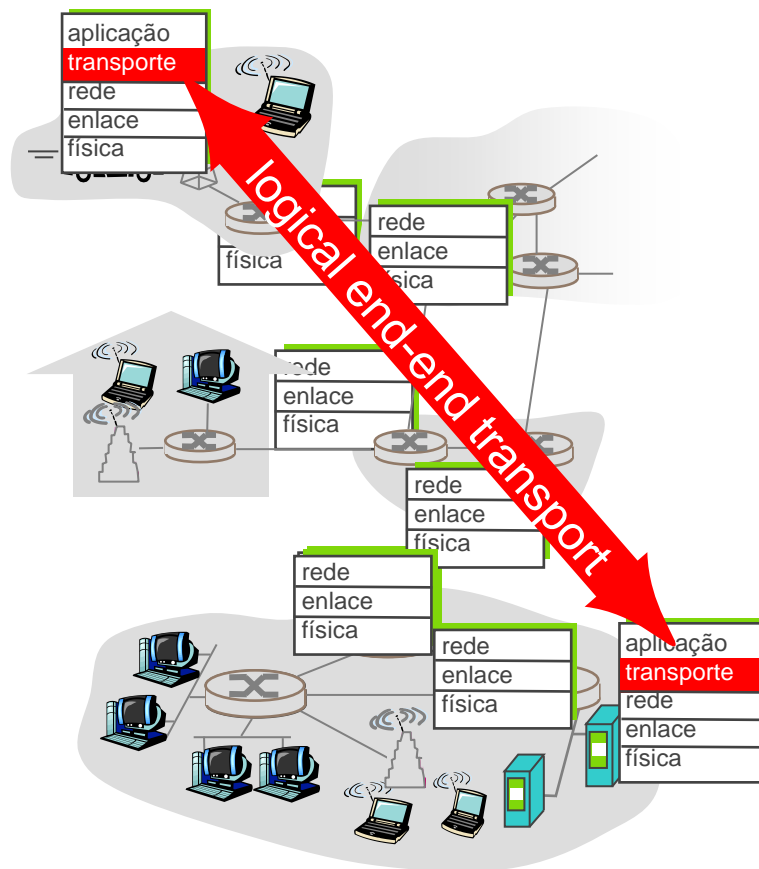 aplicação
transporte
rede
enlace
física
física
rede
enlace
física
logical end-end transport
rede
enlace
física
rede
enlace
física
rede
enlace
física
rede
enlace
física
aplicação
transporte
rede
enlace
física